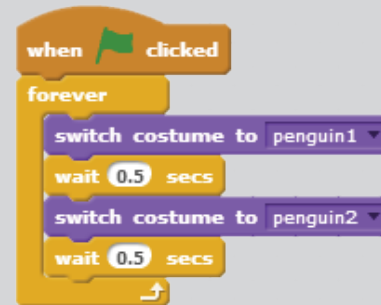 when clicked
forever
switch costume to penguin1
wait 0.5 secs
switch costume to penguin2
wait 0.5 secs